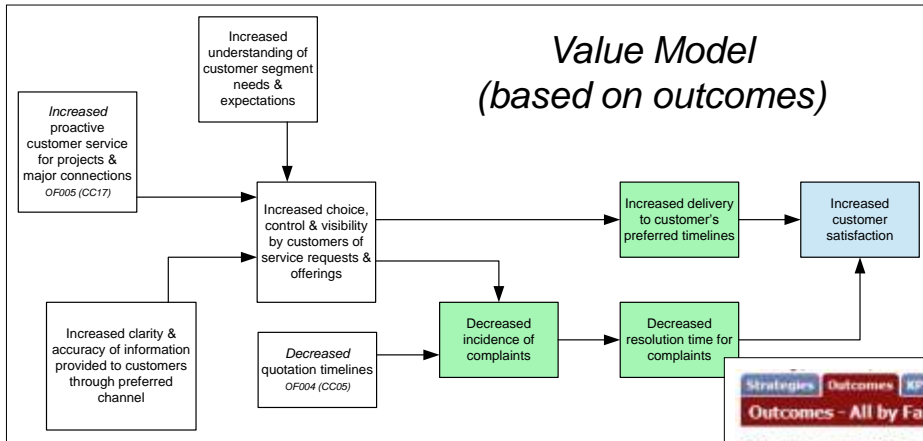 Value Model
(based on outcomes)
Increased
understanding of
customer segment
needs &
expectations
Increased
proactive
customer service
for projects &
major connections
OF005 (CC17)
Increased choice,
control & visibility
by customers of
service requests &
offerings
Increased delivery
to customer's
preferred timelines
Increased
customer
satisfaction
Increased clarity &
accuracy of information
provided to customers
through preferred
channel
Decreased
quotation timelines
OF004 (CC05)
Decreased
incidence of
complaints
Decreased
resolution time for
complaints
Strategies Outcomes
Outcomes - All by